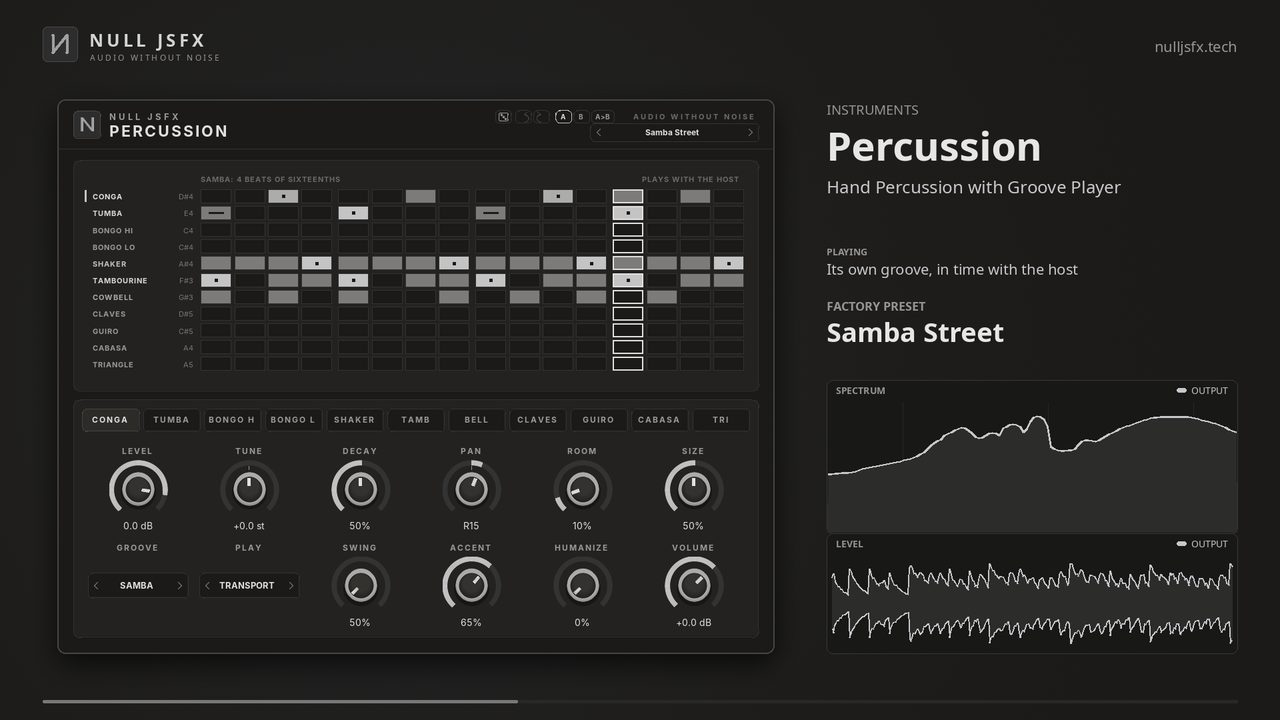 NULL JSFX
AUDIO WITHOUT NOISE
nulljsfx.tech
N
NULL JSFX
PERCUSSION
A B A>B
AUDIO WITHOUT NOISE
Samba Street
SAMBA: 4 BEATS OF SIXTEENTHS
PLAYS WITH THE HOST
CONGA D#4
TUMBA E4
BONGO HI C4
BONGO LO C#4
SHAKER A#4
TAMBOURINE F#3
COWBELL G#3
CLAVES D#5
GUIRO C#5
CABASA A4
TRIANGLE A5
CONGA TUMBA BONGO H BONGO L SHAKER TAMB BELL CLAVES GUIRO CABASA TRI
LEVEL TUNE DECAY PAN ROOM SIZE
0.0 dB +0.0 st 50% R15 10% 50%
GROOVE PLAY SWING ACCENT HUMANIZE VOLUME
SAMBA TRANSPORT
50% 65% 0% +0.0 dB
INSTRUMENTS
Percussion
Hand Percussion with Groove Player
PLAYING
Its own groove, in time with the host
FACTORY PRESET
Samba Street
SPECTRUM OUTPUT
LEVEL OUTPUT